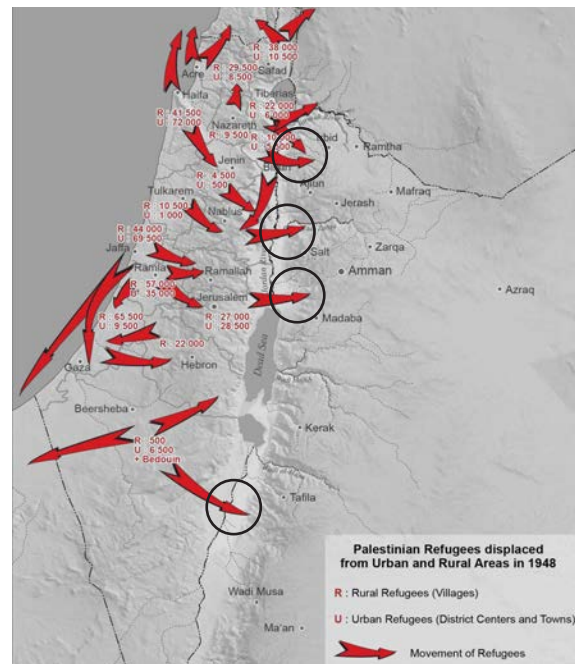 R : 38 000
U : 10 500
Safad
R : 29 500
U : 8 500
Acre
Tiberias
Haifa
R : 22 000
U : 6 000
R : 41 500
U : 72 000
Nazareth
R : 9 500
Ramtha
Jenin
R : 4 500
U : 500
Ajlun
Mafraq
Tulkarem
Jerash
R : 10 500
U : 1 000
Nablus
R : 44 000
U : 69 500
Jaffa
Salt
Zarqa
Amman
Ramla
R : 57 000
U : 35 000
Ramallah
Azraq
Jerusalem
R : 65 500
U : 9 500
R : 27 000
U : 28 500
Madaba
R : 22 000
Hebron
Gaza
Dead Sea
Beersheba
Kerak
R : 500
U : 6 500
+ Bedouin
Tafila
Wadi Musa
Ma'an
Palestinian Refugees displaced
from Urban and Rural Areas in 1948
R : Rural Refugees (Villages)
U : Urban Refugees (District Centers and Towns)
Movement of Refugees